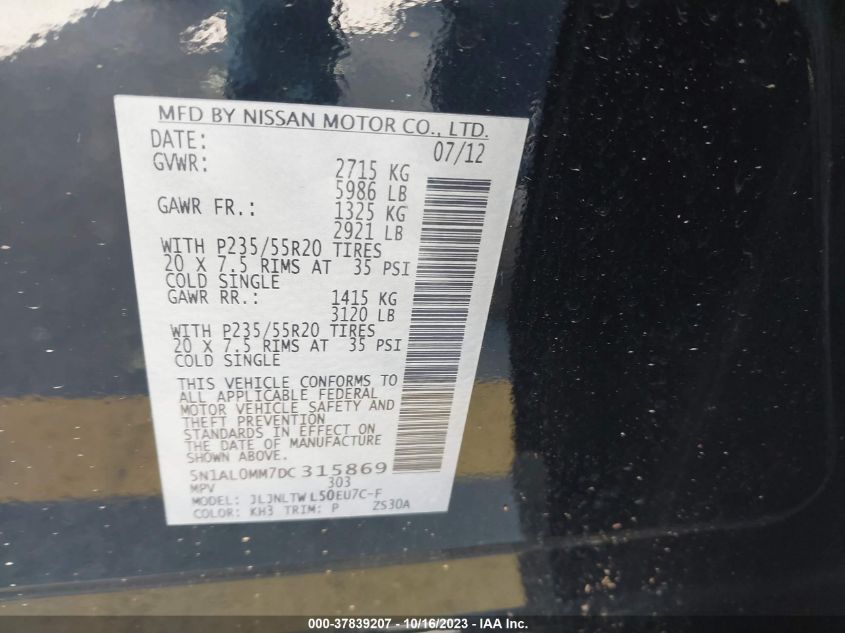 MFD BY NISSAN MOTOR CO., LTD.
DATE: 07/12
GVWR: 2715 KG
5986 LB
GAWR FR.: 1325 KG
2921 LB
WITH P235/55R20 TIRES
20 X 7.5 RIMS AT 35 PSI
COLD SINGLE
GAWR RR.: 1415 KG
3120 LB
WITH P235/55R20 TIRES
20 X 7.5 RIMS AT 35 PSI
COLD SINGLE
THIS VEHICLE CONFORMS TO
ALL APPLICABLE FEDERAL
MOTOR VEHICLE SAFETY AND
THEFT PREVENTION
STANDARDS IN EFFECT ON
THE DATE OF MANUFACTURE
SHOWN ABOVE.
5N1AL0MM7DC315869
MPV 303
MODEL: JLJNLTWL50EU7C-F
COLOR: KH3 TRIM: P ZS30A
000-37839207 - 10/16/2023 - IAA Inc.